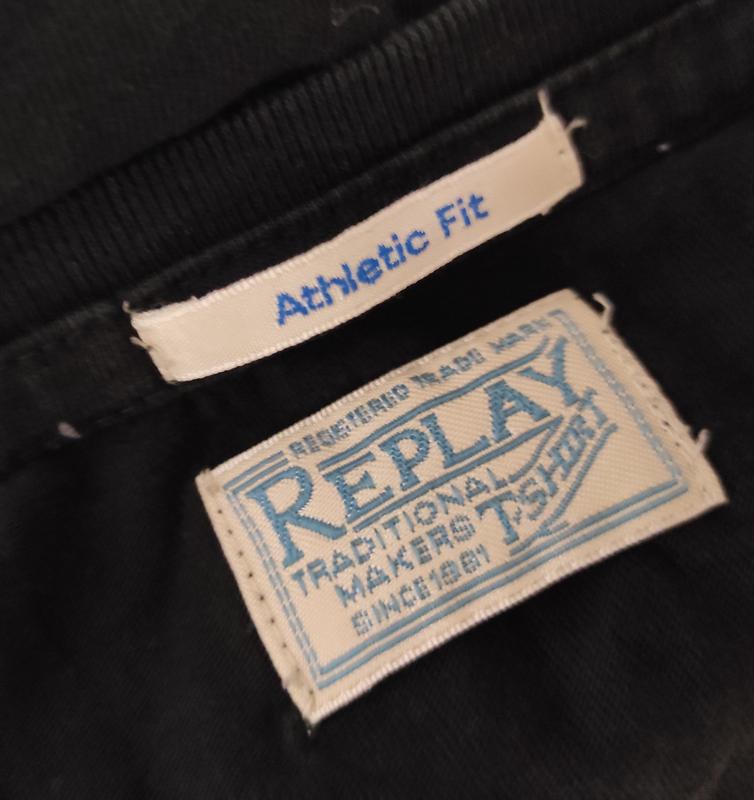 Athletic Fit
REGISTERED TRADE MARK
REPLAY
TRADITIONAL
MAKERS T-SHIRT
SINCE 1981